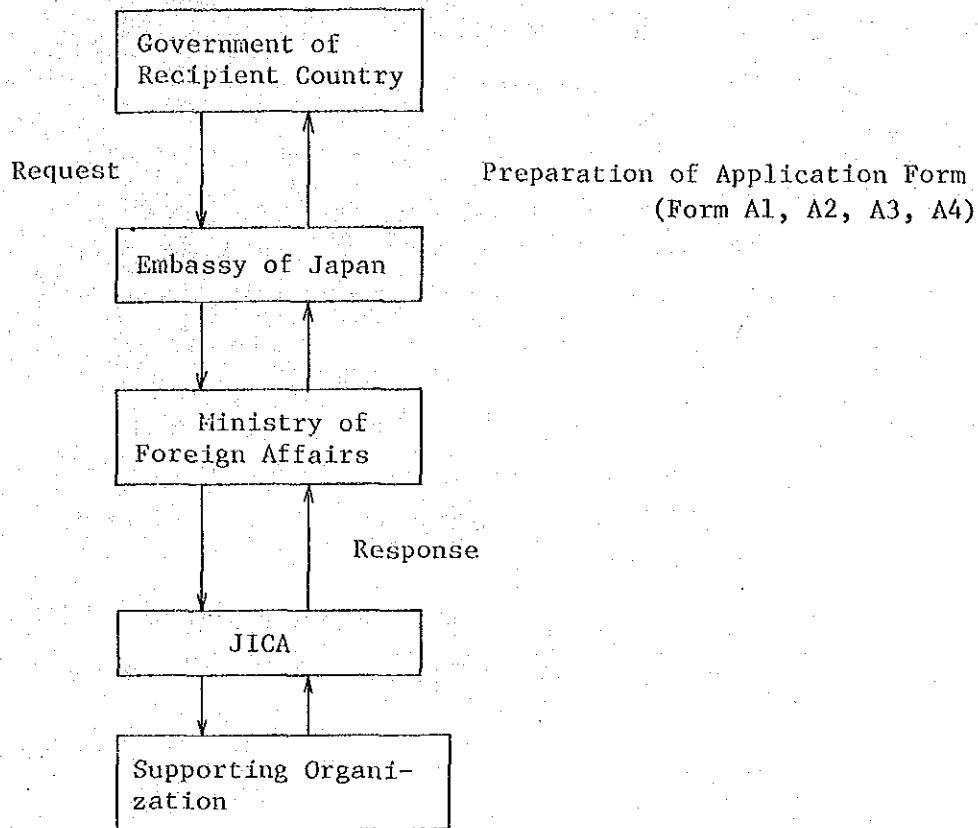 Government of
Recipient Country
Request
Preparation of Application Form
(Form A1, A2, A3, A4)
Embassy of Japan
Ministry of
Foreign Affairs
Response
JICA
Supporting Organi-
zation